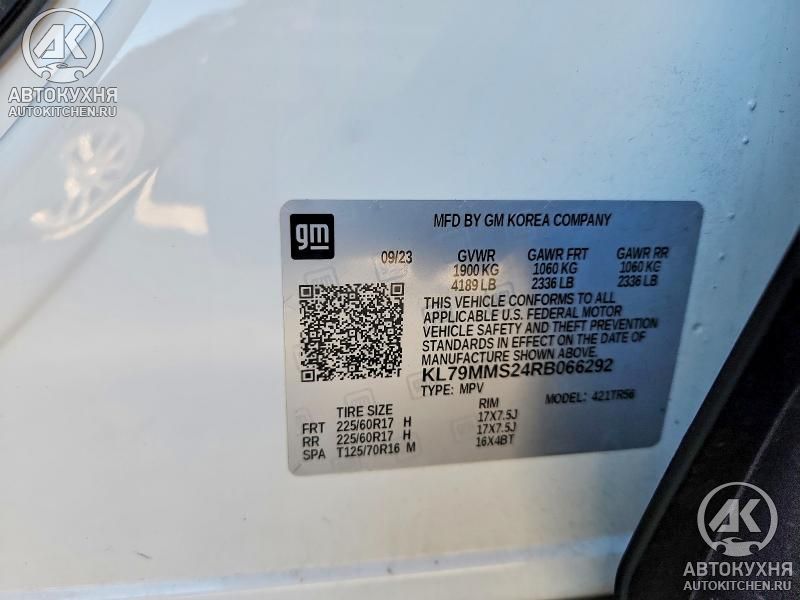 AK
АВТОКУХНЯ
AUTOKITCHEN.RU
gm
MFD BY GM KOREA COMPANY
09/23 GVWR GAWR FRT GAWR RR
1900 KG 1060 KG 1060 KG
4189 LB 2336 LB 2336 LB
THIS VEHICLE CONFORMS TO ALL
APPLICABLE U.S. FEDERAL MOTOR
VEHICLE SAFETY AND THEFT PREVENTION
STANDARDS IN EFFECT ON THE DATE OF
MANUFACTURE SHOWN ABOVE.
KL79MMS24RB066292
TYPE: MPV MODEL: 421TR56
TIRE SIZE RIM
FRT 225/60R17 H 17X7.5J
RR 225/60R17 H 17X7.5J
SPA T125/70R16 M 16X4BT
AK
АВТОКУХНЯ
AUTOKITCHEN.RU